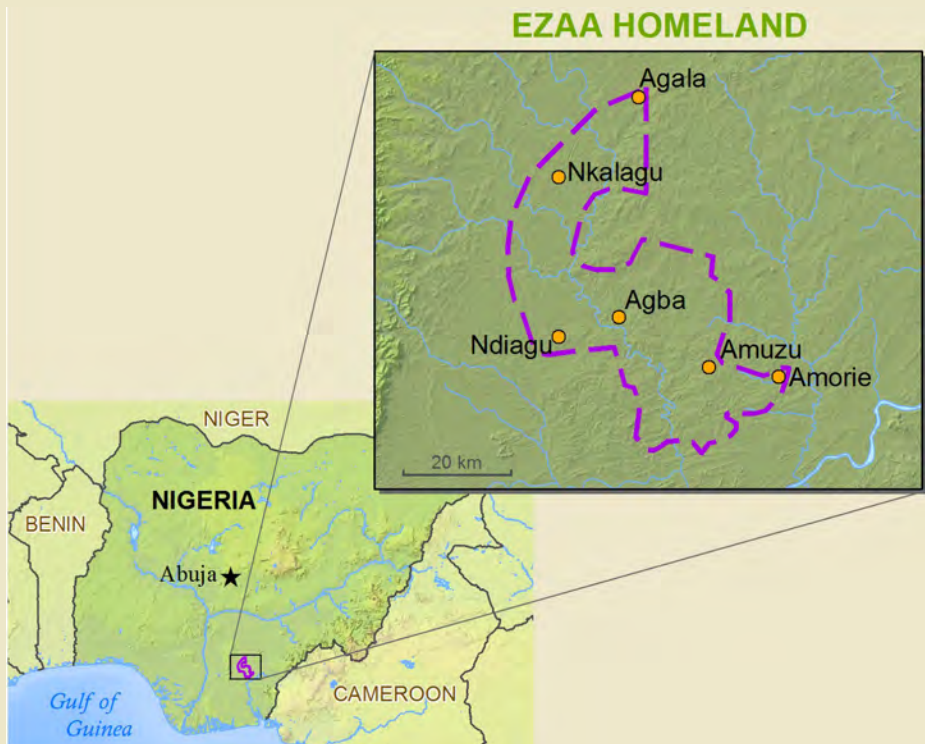 EZAA HOMELAND
Agala
Nkalagu
Agba
Ndiagu
Amuzu
Amorie
20 km
NIGER
NIGERIA
BENIN
Abuja
CAMEROON
Gulf of
Guinea